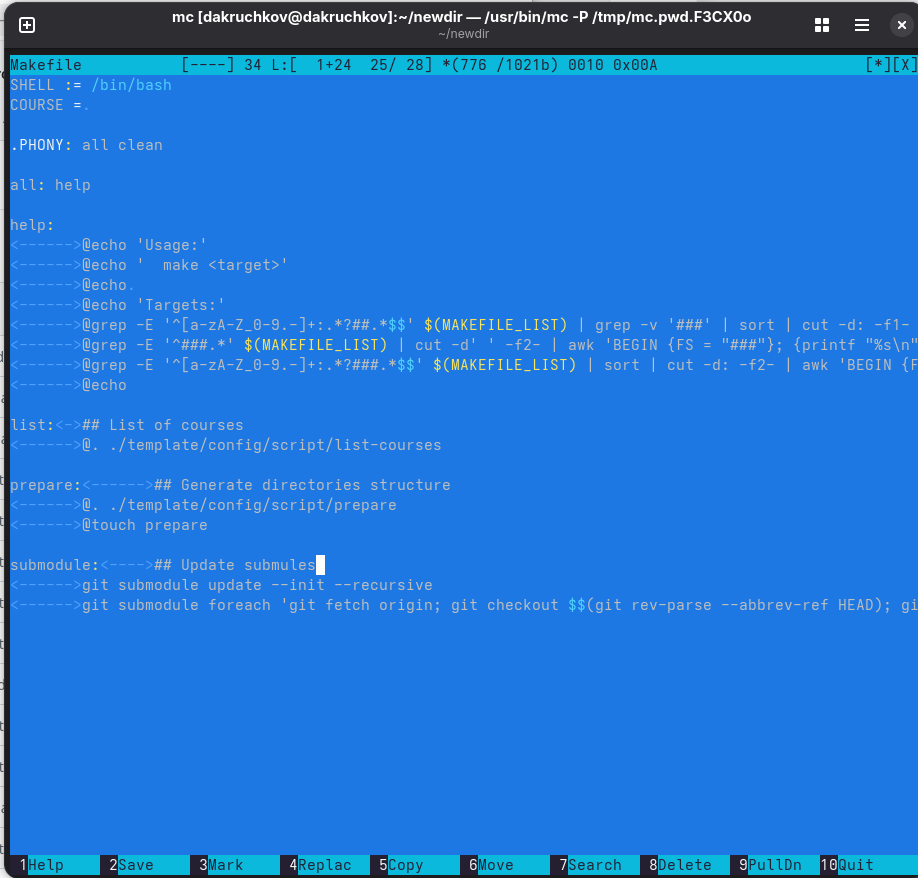 mc [dakruchkov@dakruchkov]:~/newdir — /usr/bin/mc -P /tmp/mc.pwd.F3CX0o
~/newdir
Makefile           [----] 34 L:[  1+24  25/ 28] *(776 /1021b) 0010 0x00A                       [*][X]
SHELL := /bin/bash
COURSE =.
.PHONY: all clean
all: help
help:
<------>@echo 'Usage:'
<------>@echo '  make <target>'
<------>@echo.
<------>@echo 'Targets:'
<------>@grep -E '^[a-zA-Z_0-9.-]+:.*?##.*$$' $(MAKEFILE_LIST) | grep -v '###' | sort | cut -d: -f1-
<------>@grep -E '^###.*' $(MAKEFILE_LIST) | cut -d' ' -f2- | awk 'BEGIN {FS = "###"}; {printf "%s\n"
<------>@grep -E '^[a-zA-Z_0-9.-]+:.*?###.*$$' $(MAKEFILE_LIST) | sort | cut -d: -f2- | awk 'BEGIN {F
<------>@echo
list:<->## List of courses
<------>@. ./template/config/script/list-courses
prepare:<------>## Generate directories structure
<------>@. ./template/config/script/prepare
<------>@touch prepare
submodule:<---->## Update submules
<------>git submodule update --init --recursive
<------>git submodule foreach 'git fetch origin; git checkout $$(git rev-parse --abbrev-ref HEAD); gi
1Help 2Save 3Mark 4Replac 5Copy 6Move 7Search 8Delete 9PullDn 10Quit